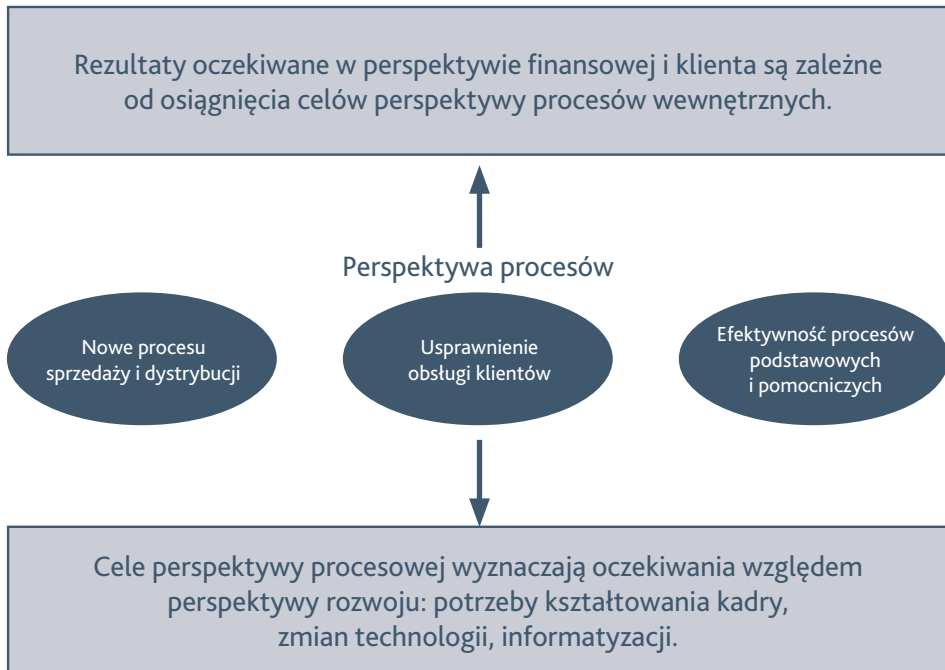 Rezultaty oczekiwane w perspektywie finansowej i klienta są zależne
od osiągnięcia celów perspektywy procesów wewnętrznych.
Perspektywa procesów
Nowe procesu
sprzedaży i dystrybucji
Usprawnienie
obsługi klientów
Efektywność procesów
podstawowych
i pomocniczych
Cele perspektywy procesowej wyznaczają oczekiwania względem
perspektywy rozwoju: potrzeby kształtowania kadry,
zmian technologii, informatyzacji.